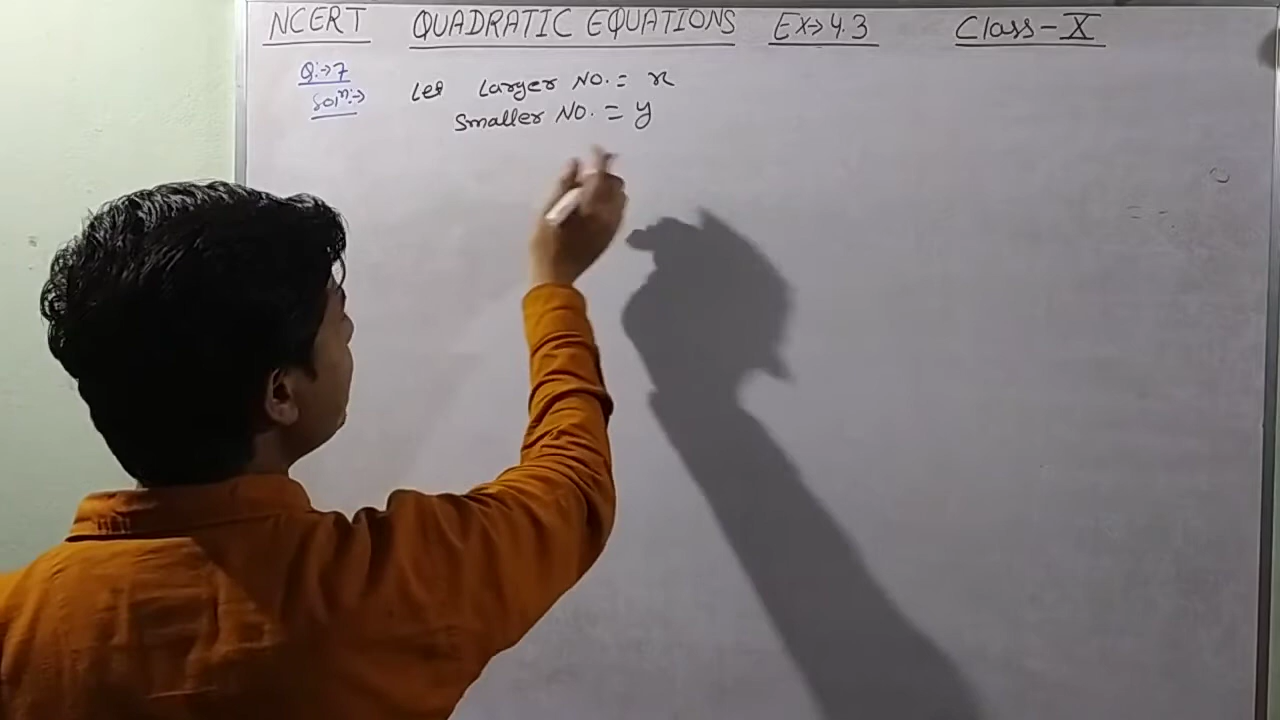 NCERT QUADRATIC EQUATIONS Ex→4.3 Class-X
Q:→7
Solⁿ:→ Let Larger NO. = x
Smaller NO. = y